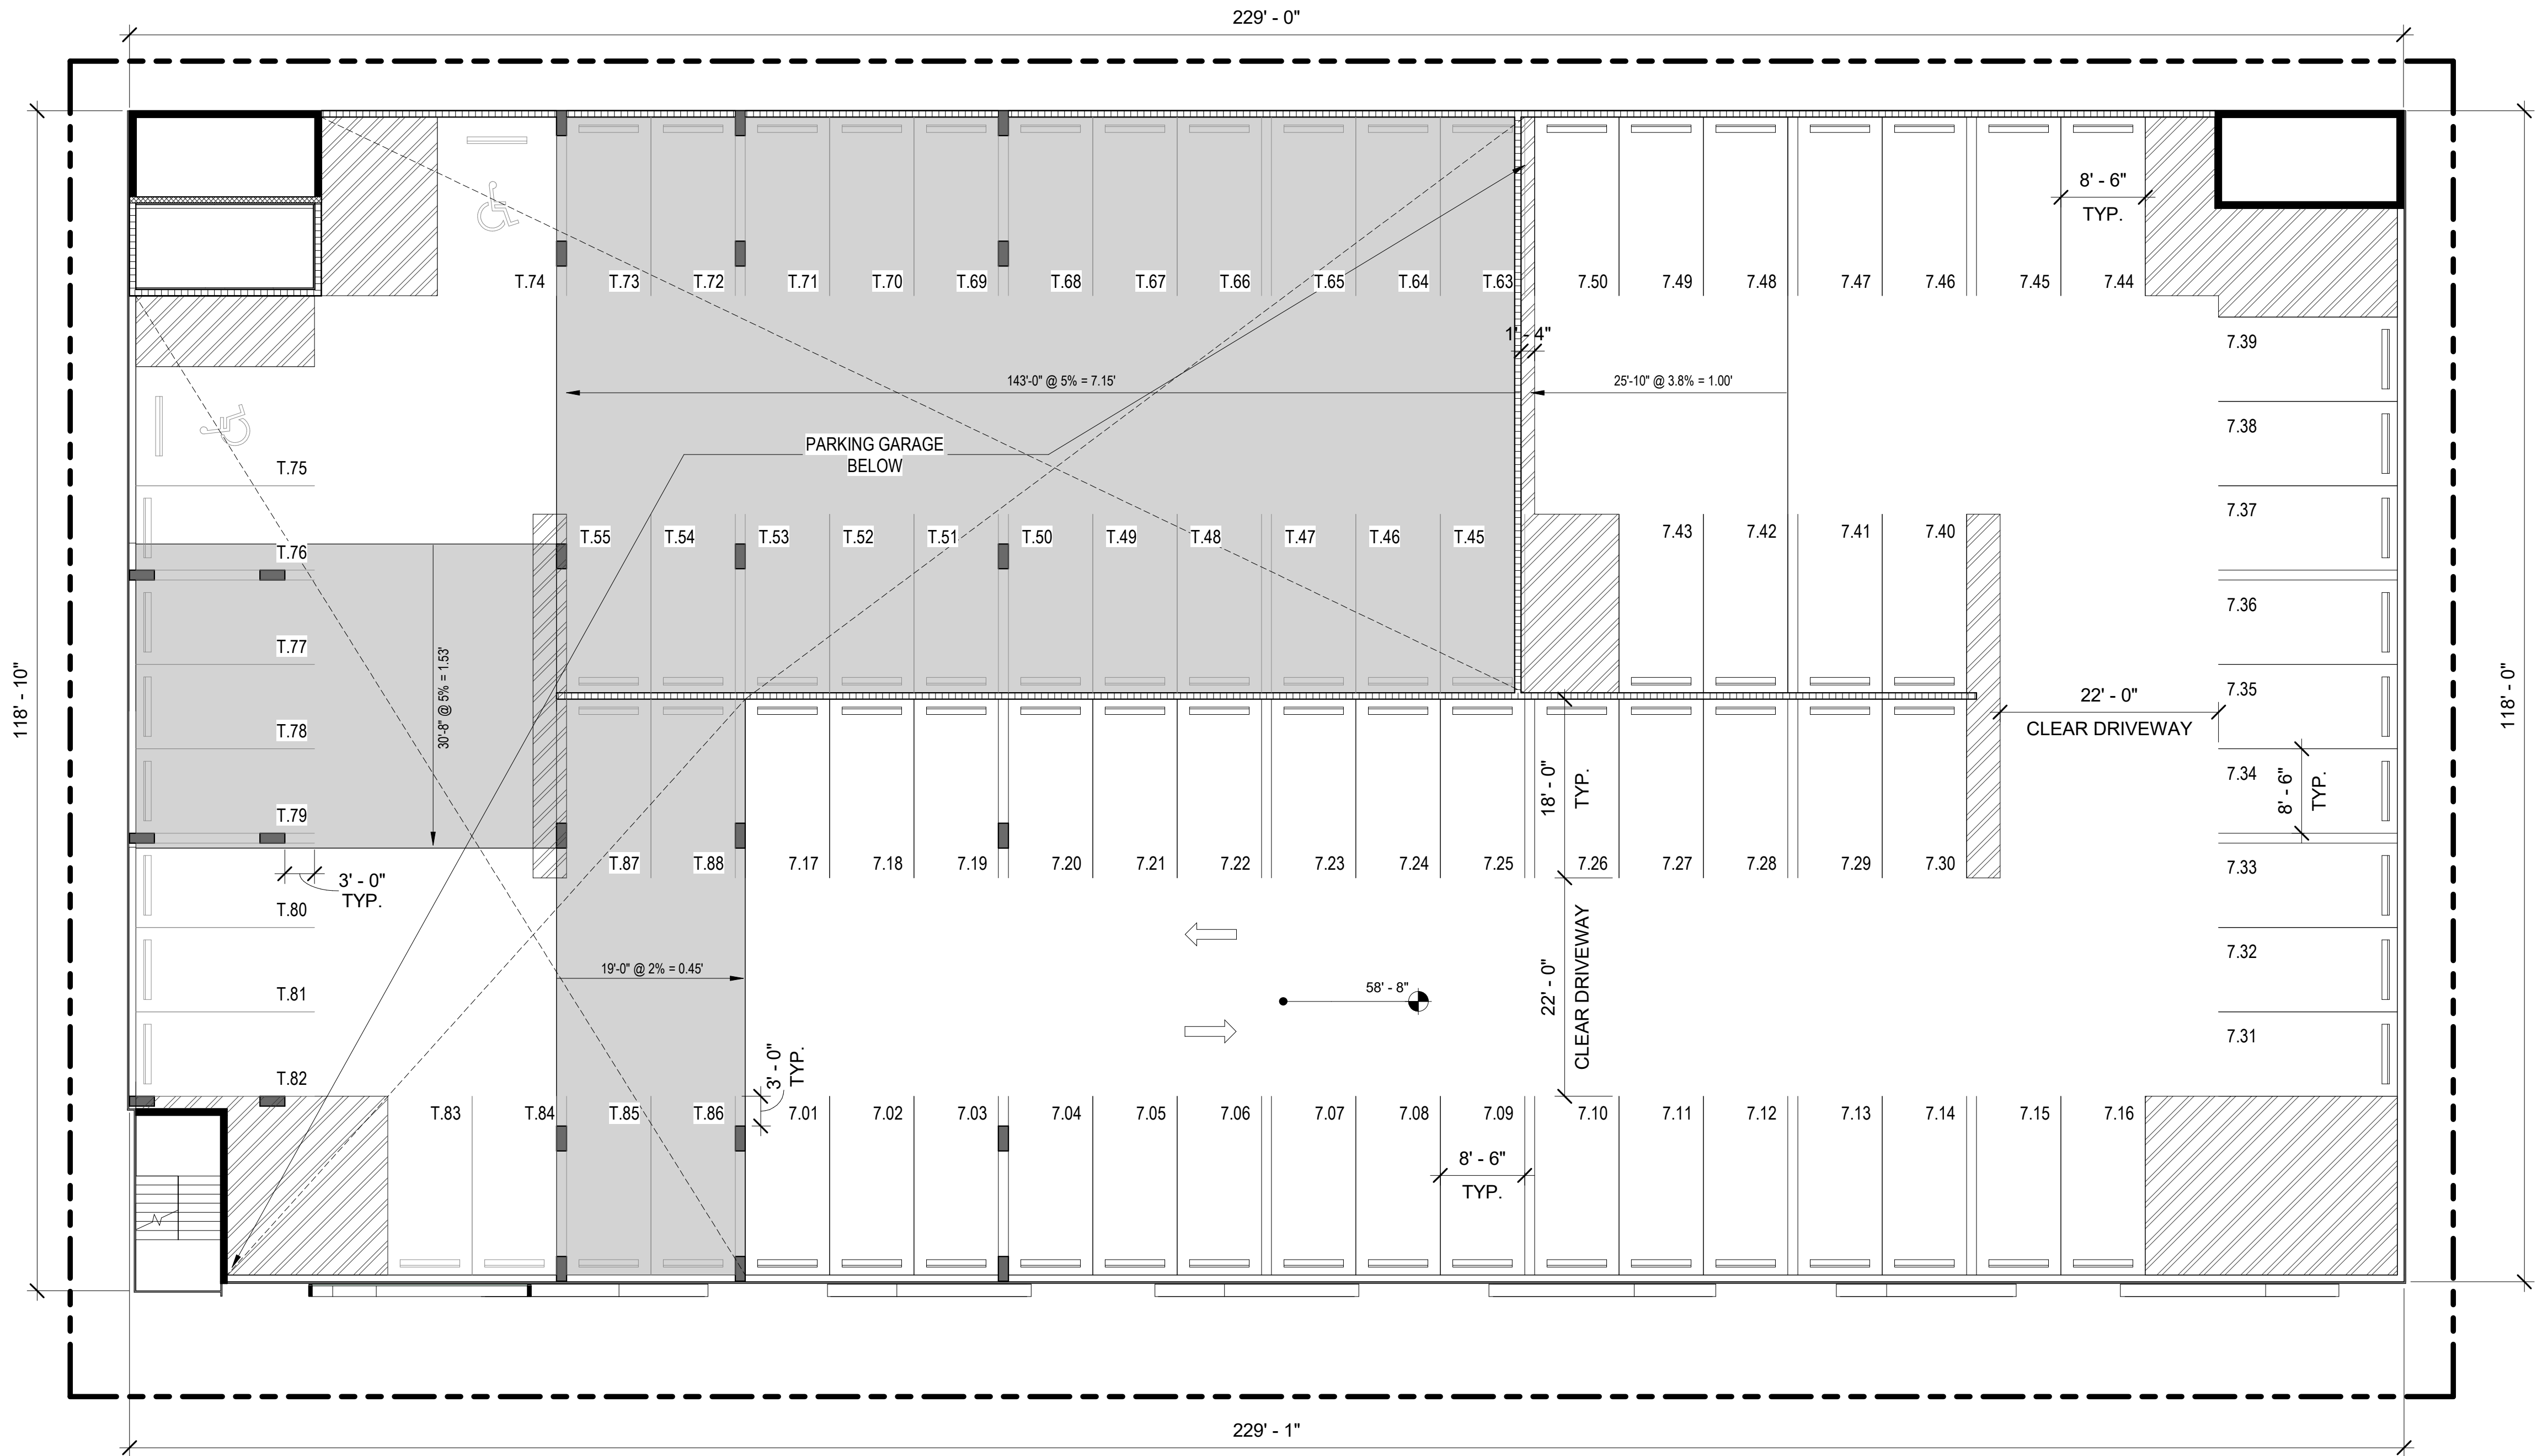 229' - 0"
T.74
T.73
T.72
T.71
T.70
T.69
T.68
T.67
T.66
T.65
T.64
T.63
7.50
7.49
7.48
7.47
7.46
7.45
7.44
8' - 6"
TYP.
1' - 4"
143'-0" @ 5% = 7.15'
25'-10" @ 3.8% = 1.00'
PARKING GARAGE
BELOW
7.39
7.38
7.37
7.36
7.35
7.34
7.33
7.32
7.31
8' - 6"
TYP.
T.75
T.76
T.77
T.78
T.79
T.80
T.81
T.82
30'-8" @ 5% = 1.53'
3' - 0"
TYP.
T.55
T.54
T.53
T.52
T.51
T.50
T.49
T.48
T.47
T.46
T.45
7.43
7.42
7.41
7.40
118' - 10"
118' - 0"
22' - 0"
CLEAR DRIVEWAY
18' - 0"
TYP.
T.87
T.88
7.17
7.18
7.19
7.20
7.21
7.22
7.23
7.24
7.25
7.26
7.27
7.28
7.29
7.30
19'-0" @ 2% = 0.45'
58' - 8"
22' - 0"
CLEAR DRIVEWAY
3' - 0"
TYP.
T.83
T.84
T.85
T.86
7.01
7.02
7.03
7.04
7.05
7.06
7.07
7.08
7.09
7.10
7.11
7.12
7.13
7.14
7.15
7.16
8' - 6"
TYP.
229' - 1"